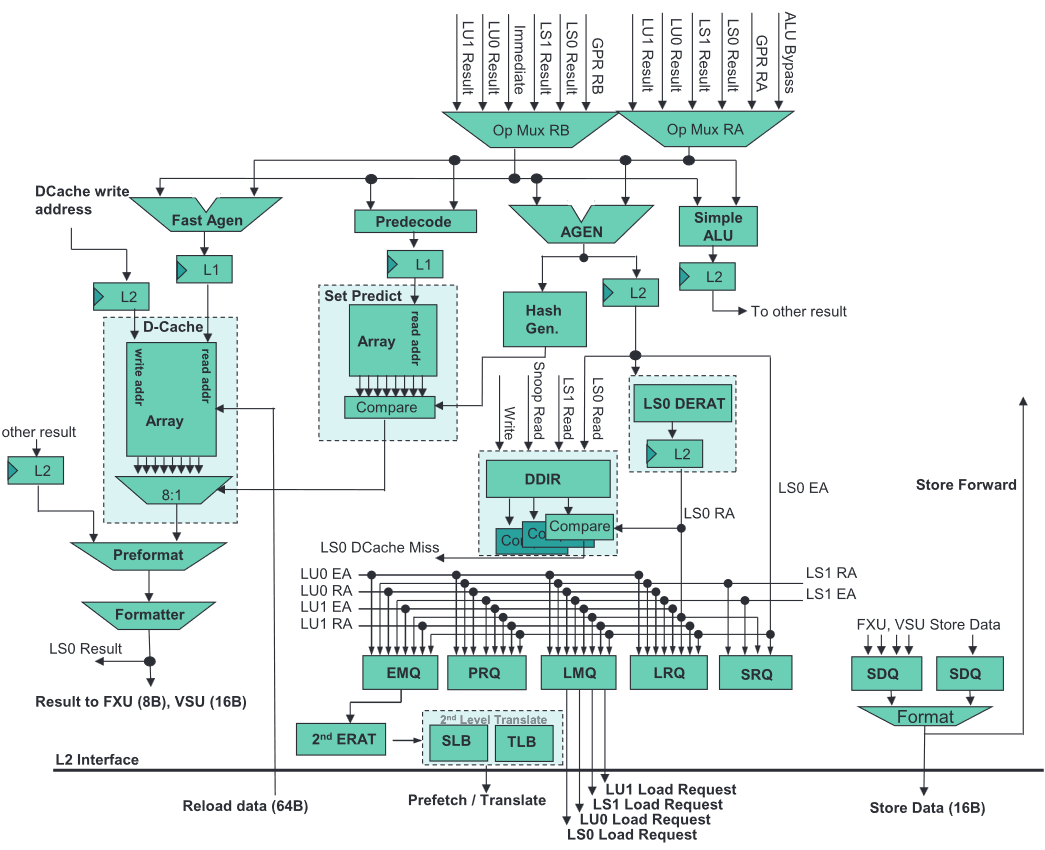 LU1 Result
LU0 Result
Immediate
LS1 Result
LS0 Result
GPR RB
LU1 Result
LU0 Result
LS1 Result
LS0 Result
GPR RA
ALU Bypass
Op Mux RB
Op Mux RA
DCache write
address
Fast Agen
Predecode
AGEN
Simple
ALU
L1
L1
L2
L2
L2
To other result
Set Predict
Hash
Gen.
D-Cache
write addr
read addr
Array
read addr
Array
Compare
Write
Snoop Read
LS1 Read
LS0 Read
LS0 DERAT
L2
other result
L2
8:1
DDIR
Compare
Co
Co
LS0 EA
LS0 RA
Store Forward
Preformat
LS0 DCache Miss
LU0 EA
LU0 RA
LU1 EA
LU1 RA
LS1 RA
LS1 EA
Formatter
LS0 Result
Result to FXU (8B), VSU (16B)
FXU, VSU Store Data
EMQ
PRQ
LMQ
LRQ
SRQ
SDQ
SDQ
Format
2nd Level Translate
2nd ERAT
SLB
TLB
L2 Interface
Reload data (64B)
Prefetch / Translate
LU1 Load Request
LS1 Load Request
LU0 Load Request
LS0 Load Request
Store Data (16B)